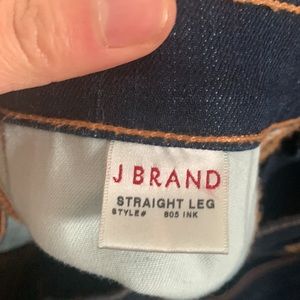 J BRAND
STRAIGHT LEG
STYLE# 805 INK